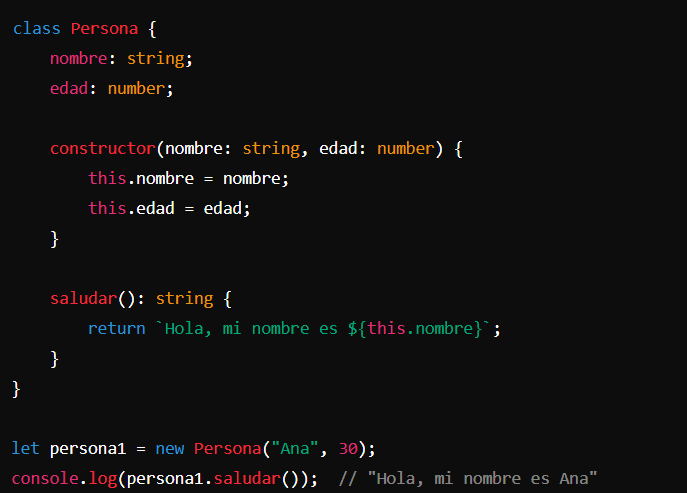 class Persona {
    nombre: string;
    edad: number;

    constructor(nombre: string, edad: number) {
        this.nombre = nombre;
        this.edad = edad;
    }

    saludar(): string {
        return `Hola, mi nombre es ${this.nombre}`;
    }
}

let persona1 = new Persona("Ana", 30);
console.log(persona1.saludar());  // "Hola, mi nombre es Ana"